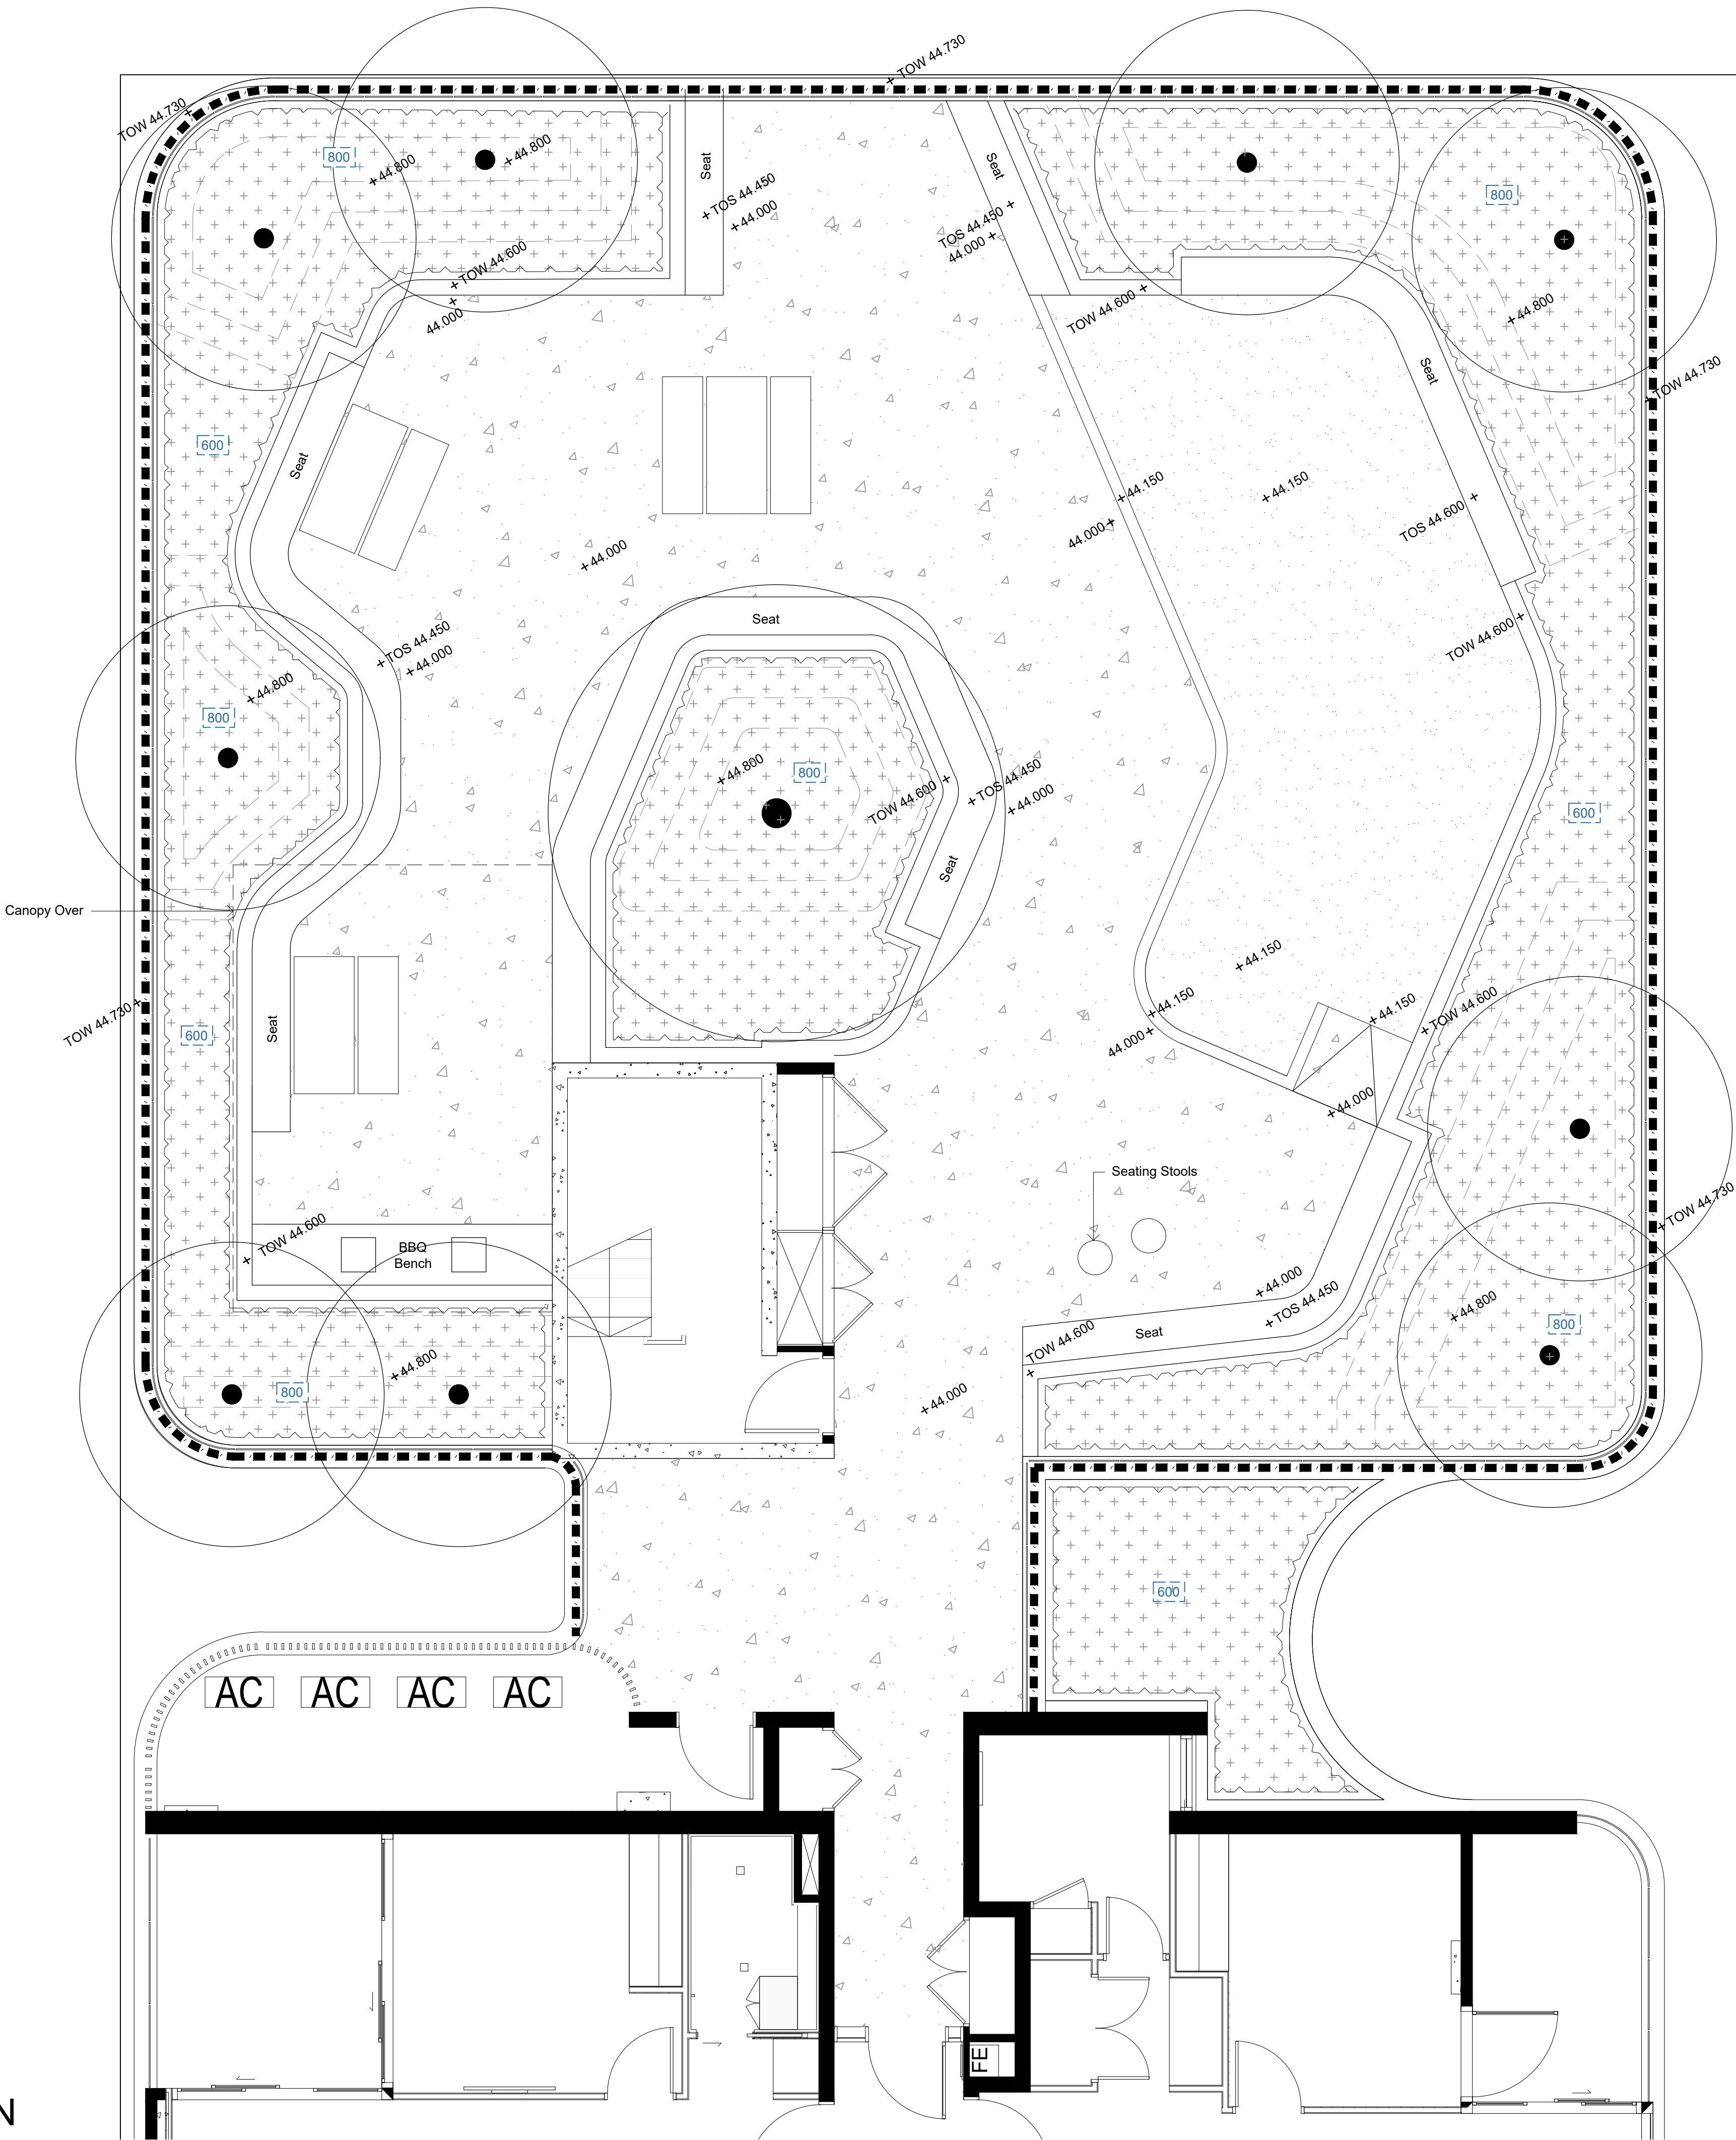 + TOW 44.730
TOW 44.730 +
800
+44.800
+44.800
Seat
Seat
800
+TOS 44.450
+44.000
TOS 44.450 +
44.000 +
+TOW 44.600
+
44.000
TOW 44.600 +
+44.800
+TOW 44.730
Seat
600
Seat
+44.150
+44.150
TOS 44.600 +
44.000+
+44.000
Seat
+TOS 44.450
+44.000
TOW 44.600 +
+44.800
800
+44.800
800
TOW 44.600 +
+TOS 44.450
+44.000
600
Seat
Canopy Over
+44.150
TOW 44.730+
600
Seat
+44.150
44.000+
+44.150
+TOW 44.600
+44.000
Seating Stools
+ TOW 44.600
BBQ
Bench
+TOW 44.730
+44.000
+TOS 44.450
+44.800
800
TOW 44.600
+
Seat
+44.800
800
+44.000
600
AC
AC
AC
AC
FE
N